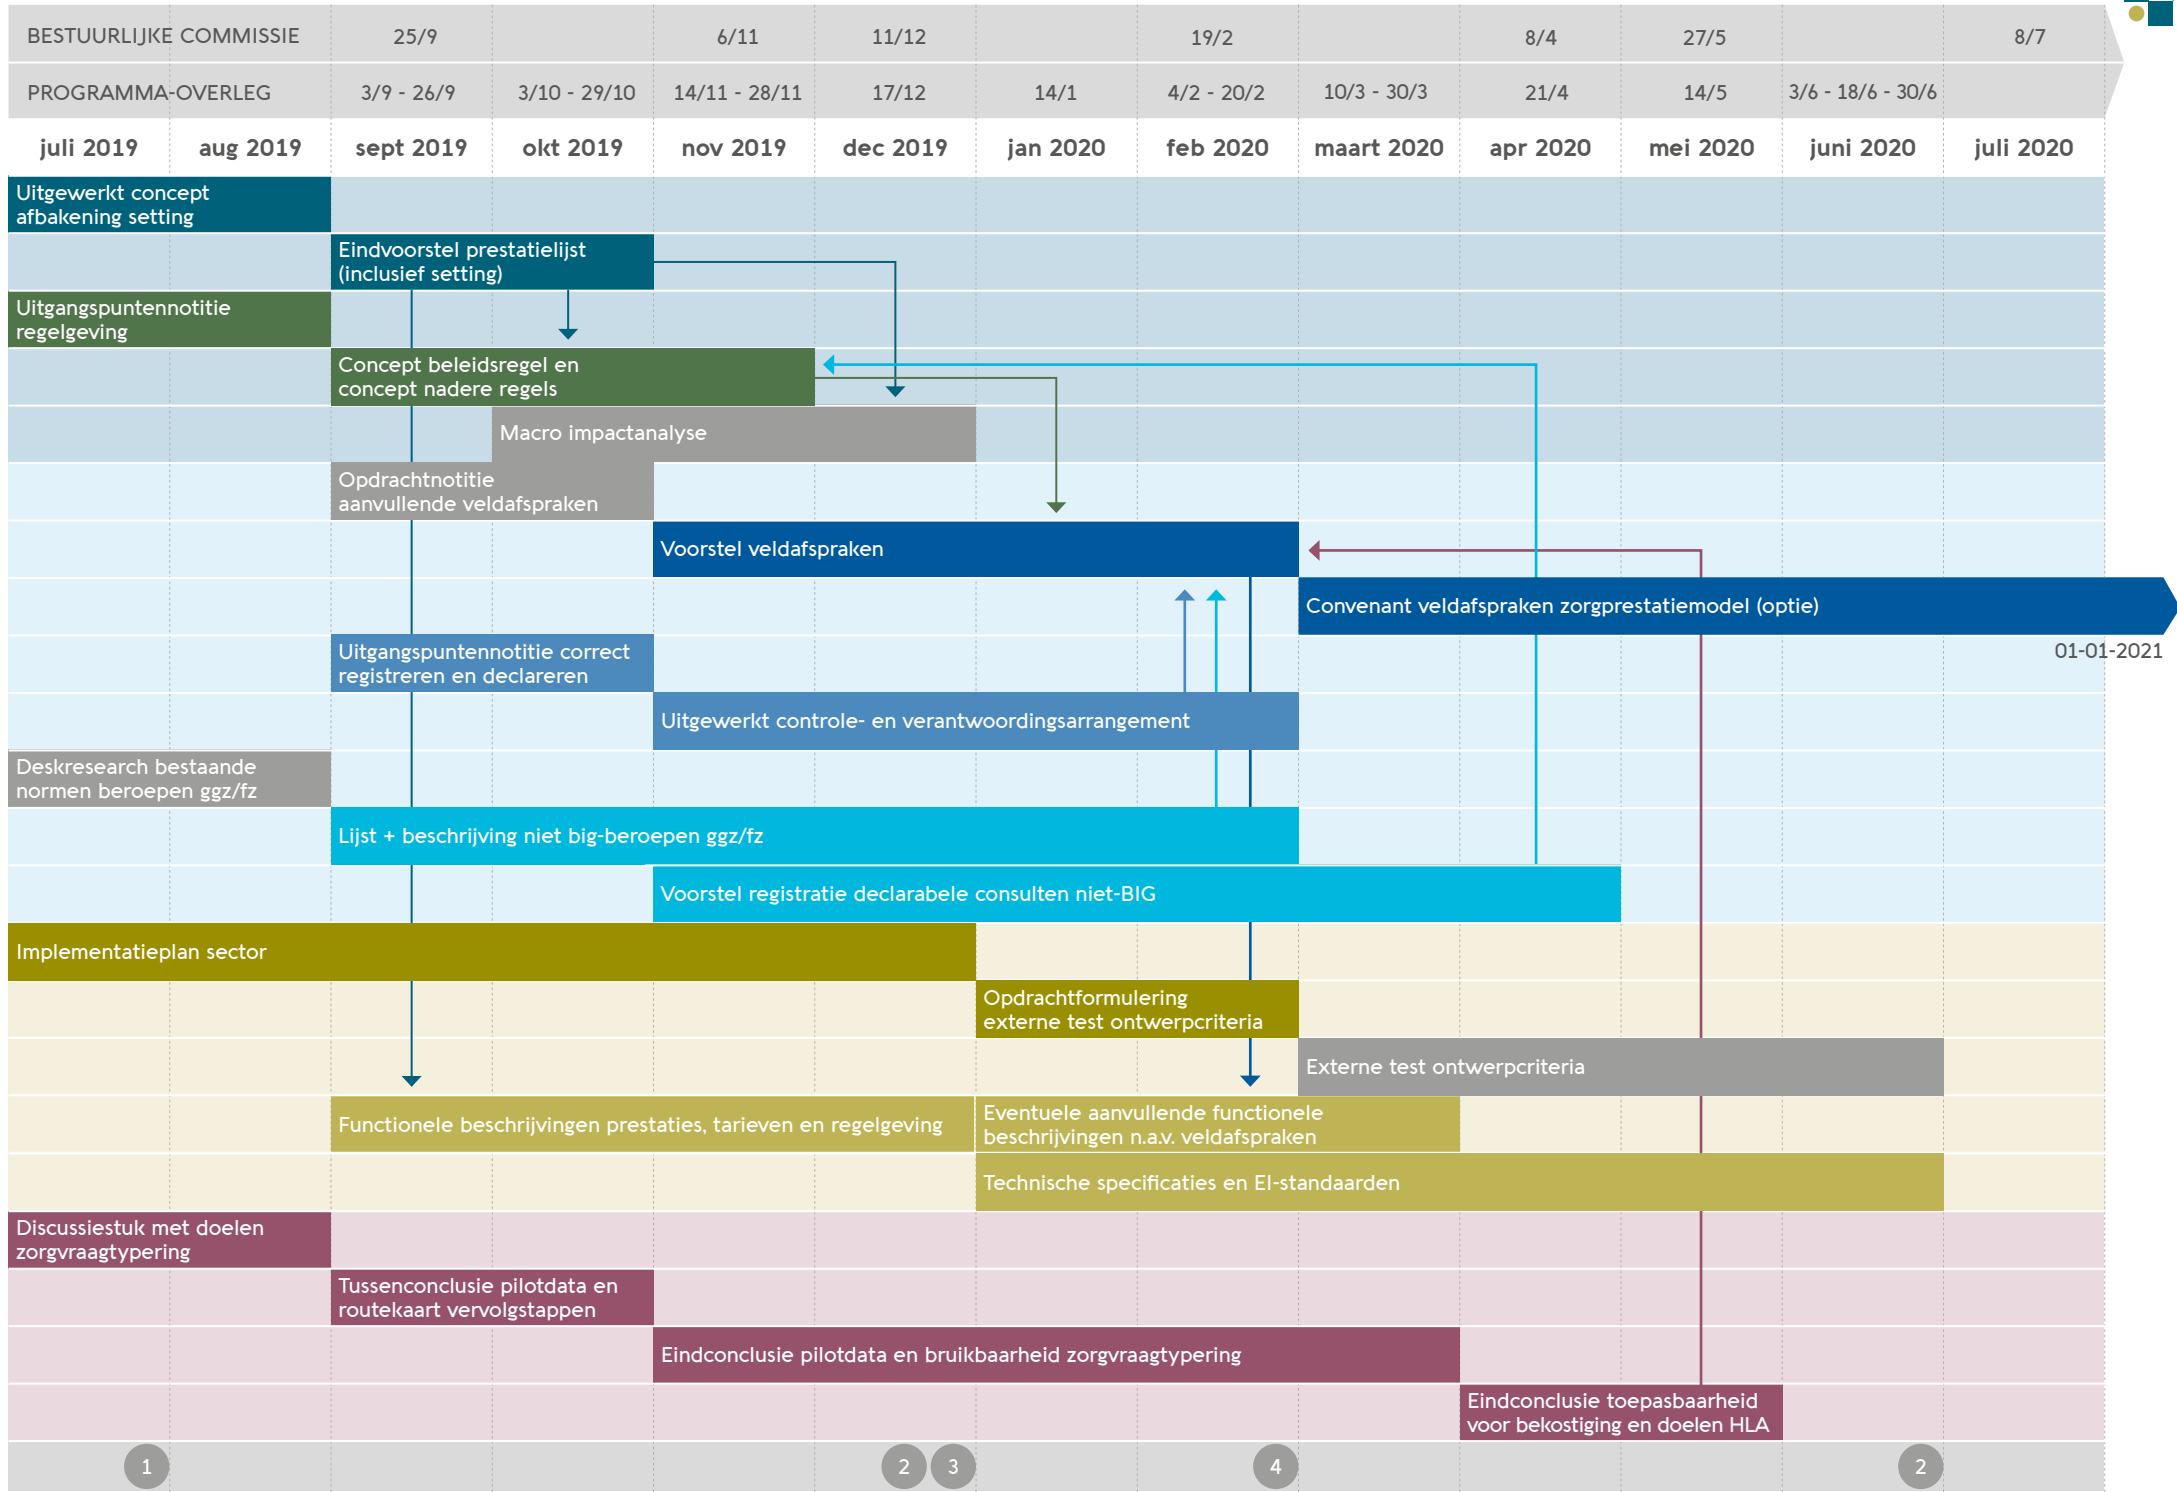 BESTUURLIJKE COMMISSIE 25/9 6/11 11/12 19/2 8/4 27/5 8/7
PROGRAMMA-OVERLEG 3/9 - 26/9 3/10 - 29/10 14/11 - 28/11 17/12 14/1 4/2 - 20/2 10/3 - 30/3 21/4 14/5 3/6 - 18/6 - 30/6
juli 2019 aug 2019 sept 2019 okt 2019 nov 2019 dec 2019 jan 2020 feb 2020 maart 2020 apr 2020 mei 2020 juni 2020 juli 2020
Uitgewerkt concept
afbakening setting
Eindvoorstel prestatielijst
(inclusief setting)
Uitgangspuntennotitie
regelgeving
Concept beleidsregel en
concept nadere regels
Macro impactanalyse
Opdrachtnotitie
aanvullende veldafspraken
Voorstel veldafspraken
Convenant veldafspraken zorgprestatiemodel (optie)
01-01-2021
Uitgangspuntennotitie correct
registreren en declareren
Uitgewerkt controle- en verantwoordingsarrangement
Deskresearch bestaande
normen beroepen ggz/fz
Lijst + beschrijving niet big-beroepen ggz/fz
Voorstel registratie declarabele consulten niet-BIG
Implementatieplan sector
Opdrachtformulering
externe test ontwerpcriteria
Externe test ontwerpcriteria
Functionele beschrijvingen prestaties, tarieven en regelgeving
Eventuele aanvullende functionele
beschrijvingen n.a.v. veldafspraken
Technische specificaties en EI-standaarden
Discussiestuk met doelen
zorgvraagtypering
Tussenconclusie pilotdata en
routekaart vervolgstappen
Eindconclusie pilotdata en bruikbaarheid zorgvraagtypering
Eindconclusie toepasbaarheid
voor bekostiging en doelen HLA
1 2 3 4 2